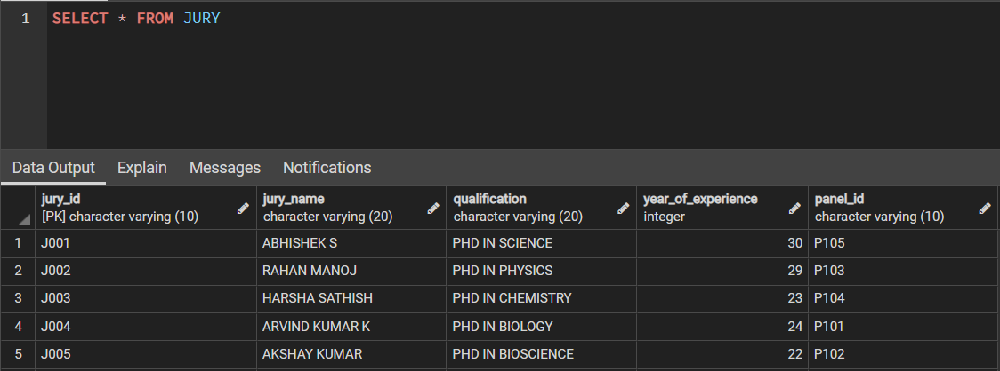 1 SELECT * FROM JURY
Data Output Explain Messages Notifications
jury_id jury_name qualification year_of_experience panel_id
[PK] character varying (10) character varying (20) character varying (20) integer character varying (10)
1 J001 ABHISHEK S PHD IN SCIENCE 30 P105
2 J002 RAHAN MANOJ PHD IN PHYSICS 29 P103
3 J003 HARSHA SATHISH PHD IN CHEMISTRY 23 P104
4 J004 ARVIND KUMAR K PHD IN BIOLOGY 24 P101
5 J005 AKSHAY KUMAR PHD IN BIOSCIENCE 22 P102